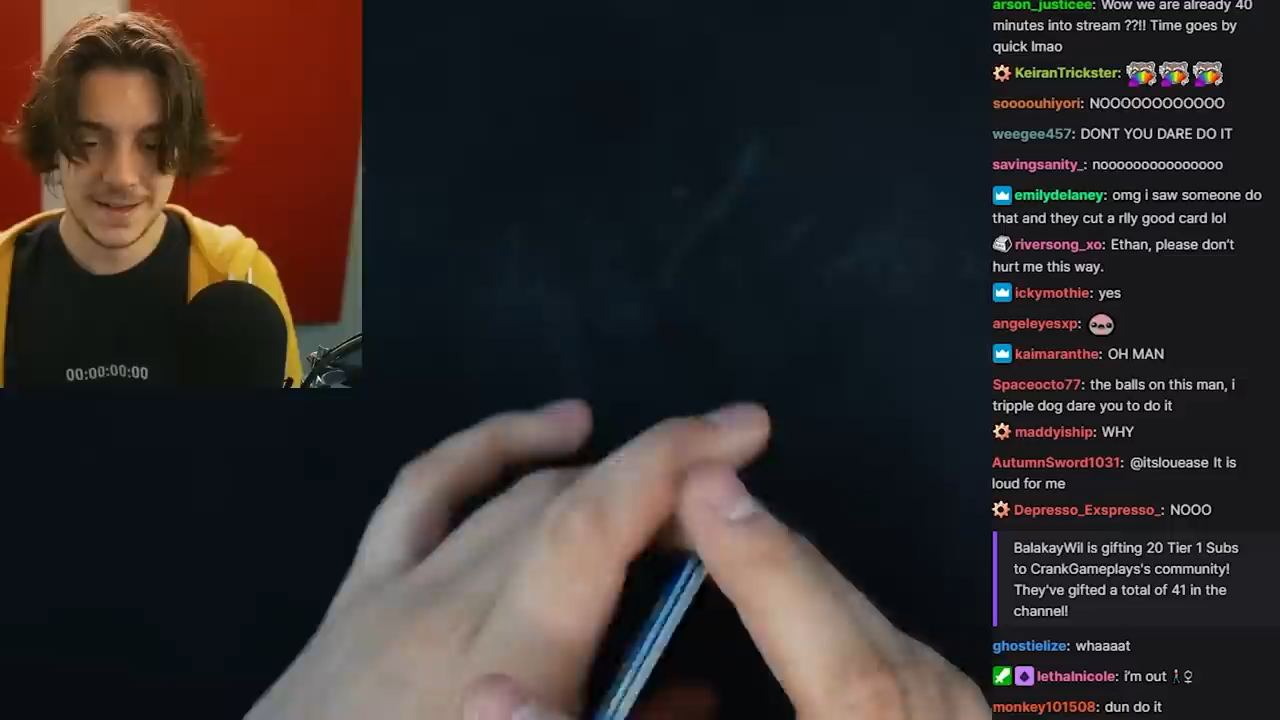 arson_justicee: Wow we are already 40
minutes into stream ??!! Time goes by
quick lmao
KeiranTrickster:
soooouhiyori: NOOOOOOOOOOOO
weegee457: DONT YOU DARE DO IT
savingsanity_: nooooooooooooooo
emilydelaney: omg i saw someone do
that and they cut a rlly good card lol
riversong_xo: Ethan, please don't
hurt me this way.
ickymothie: yes
angeleyesxp:
kaimaranthe: OH MAN
Spaceocto77: the balls on this man, i
tripple dog dare you to do it
maddyiship: WHY
AutumnSword1031: @itslouease It is
loud for me
Depresso_Exspresso_: NOOO
BalakayWil is gifting 20 Tier 1 Subs
to CrankGameplays's community!
They've gifted a total of 41 in the
channel!
ghostielize: whaaaat
lethalnicole: i'm out 🚶♀
monkey101508: dun do it
00:00:00:00